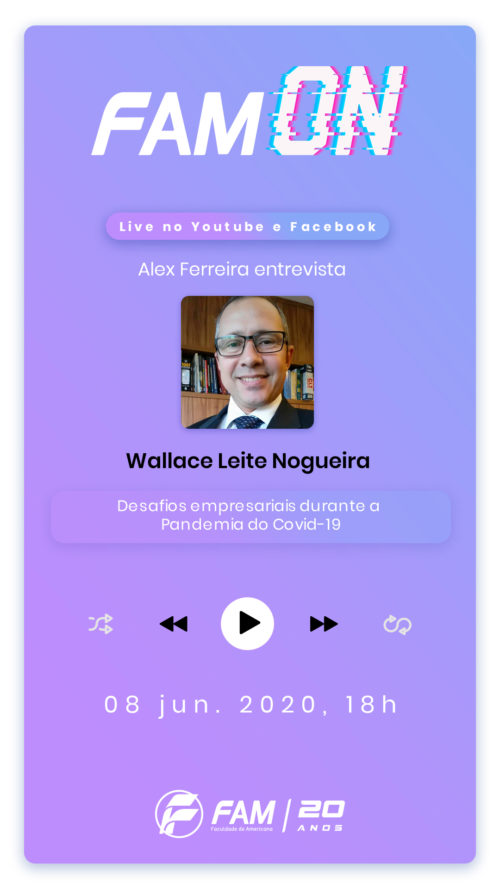 FAM ON
Live no Youtube e Facebook
Alex Ferreira entrevista
Wallace Leite Nogueira
Desafios empresariais durante a
Pandemia do Covid-19
08 jun. 2020, 18h
FAM | 20
Faculdade de Americana ANOS